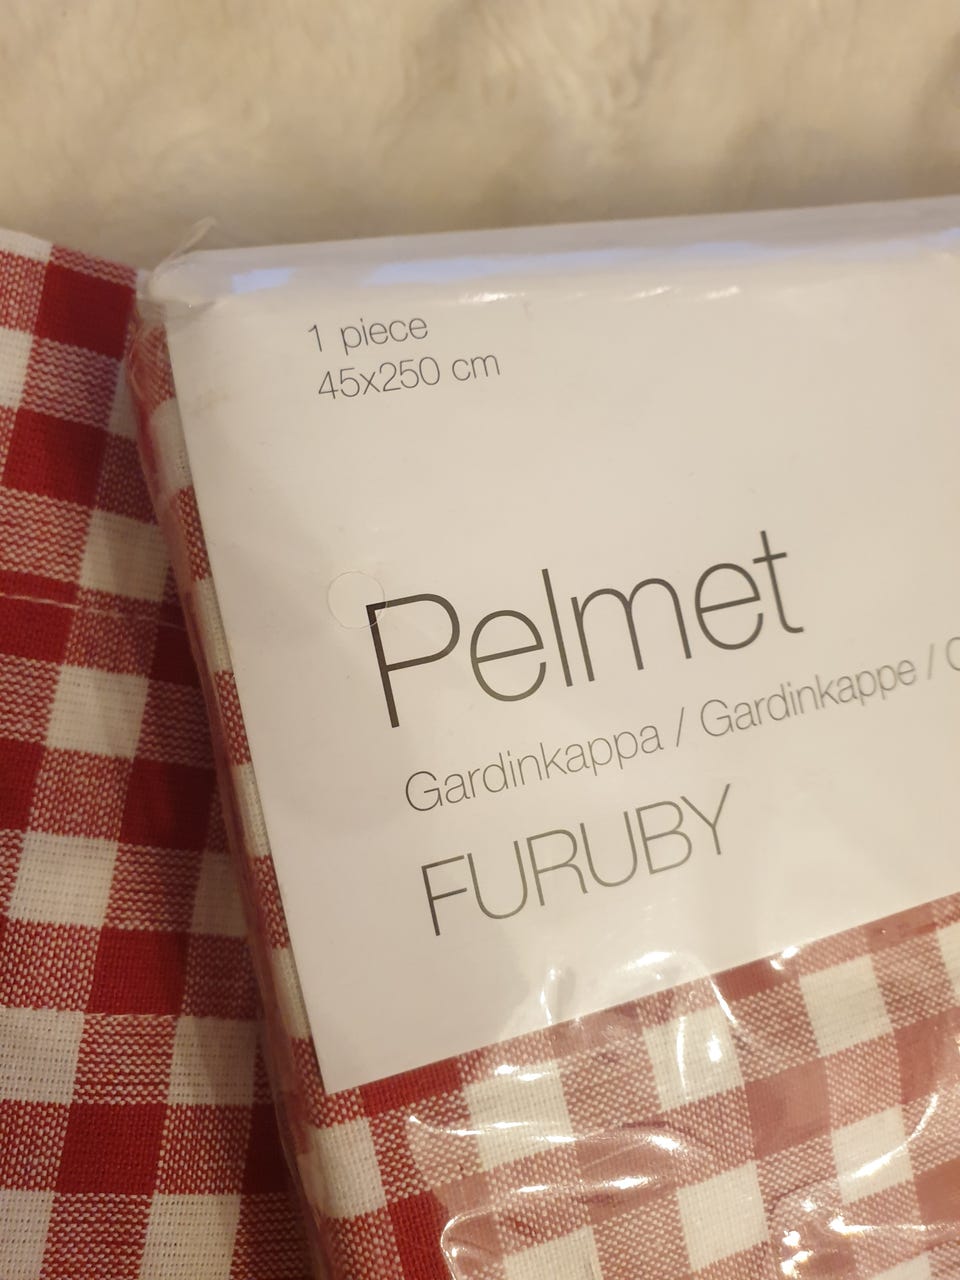 1 piece
45x250 cm
Pelmet
Gardinkappa / Gardinkappe /
FURUBY